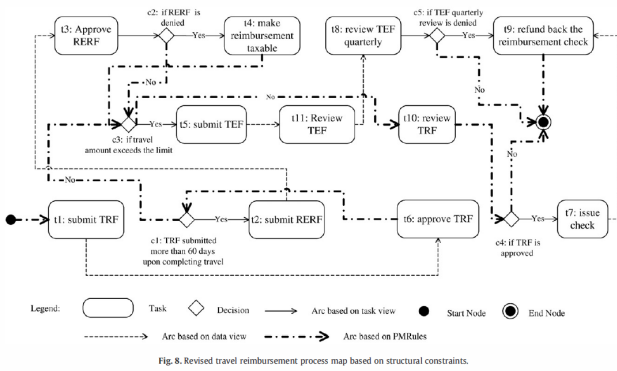 c2: if RERF is
denied
c5: if TEF quarterly
review is denied
t3: Approve
RERF
Yes
t4: make
reimbursement
taxable
t8: review TEF
quarterly
Yes
t9: refund back the
reimbursement check
No
No
No
Yes
t5: submit TEF
t11: Review
TEF
t10: review
TRF
c3: if travel
amount exceeds the limit
No
No
t1: submit TRF
Yes
t2: submit RERF
t6: approve TRF
Yes
t7: issue
check
c1: TRF submitted
more than 60 days
upon completing travel
c4: if TRF is
approved
Legend:
Task
Decision
Arc based on task view
Start Node
End Node
Arc based on data view
Arc based on PMRules
Fig. 8. Revised travel reimbursement process map based on structural constraints.